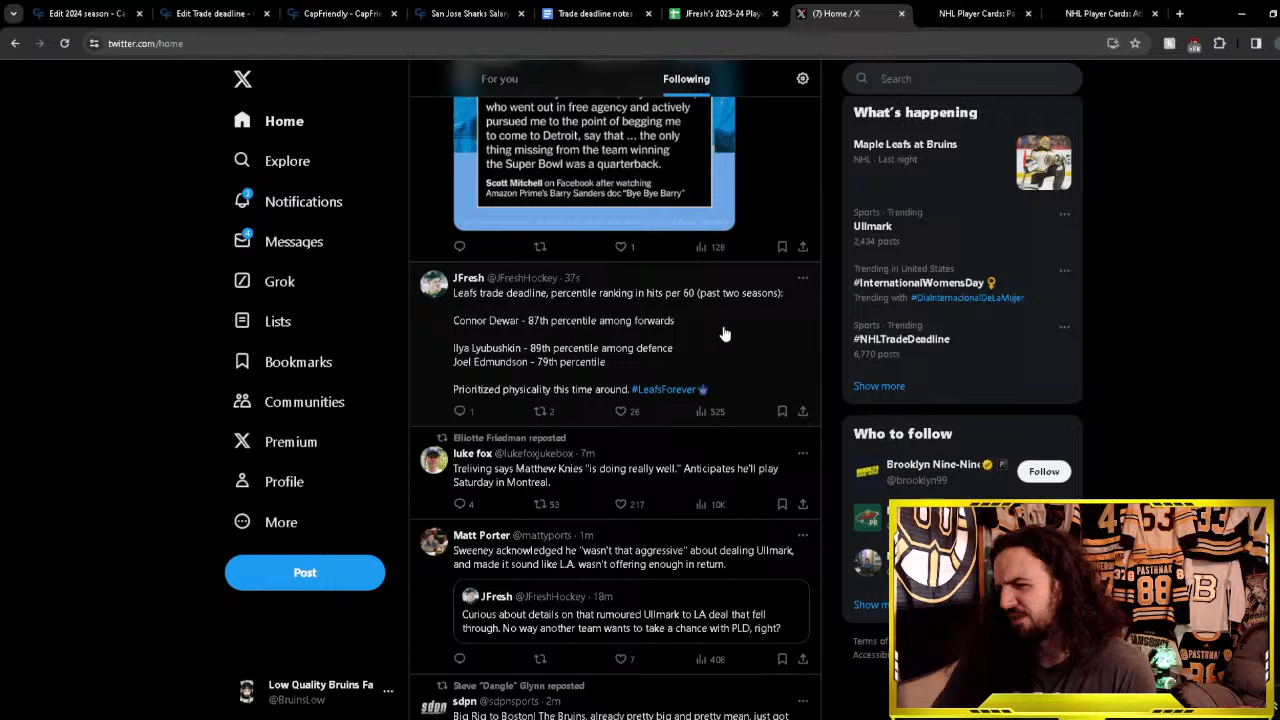 Edit 2024 season - C
Edit Trade deadline -
CapFriendly - CapFri
San Jose Sharks Salar
Trade deadline notes
JFresh's 2023-24 Play
(7) Home / X
NHL Player Cards: Pa
NHL Player Cards: At
twitter.com/home
For you
Following
Search
Home
Explore
Notifications
Messages
Grok
Lists
Bookmarks
Communities
Premium
Profile
More
Post
Low Quality Bruins Fa
@BruinsLow
who went out in free agency and actively
pursued me to the point of begging me
to come to Detroit, say that ... the only
thing missing from the team winning
the Super Bowl was a quarterback.
Scott Mitchell on Facebook after watching
Amazon Prime's Barry Sanders doc "Bye Bye Barry"
1 128
JFresh @JFreshHockey · 37s
Leafs trade deadline, percentile ranking in hits per 60 (past two seasons):
Connor Dewar - 87th percentile among forwards
Ilya Lyubushkin - 89th percentile among defence
Joel Edmundson - 79th percentile
Prioritized physicality this time around. #LeafsForever
1 2 26 525
Elliotte Friedman reposted
luke fox @lukefoxjukebox · 7m
Treliving says Matthew Knies "is doing really well." Anticipates he'll play
Saturday in Montreal.
4 53 217 10K
Matt Porter @mattyports · 1m
Sweeney acknowledged he "wasn't that aggressive" about dealing Ullmark,
and made it sound like L.A. wasn't offering enough in return.
JFresh @JFreshHockey · 18m
Curious about details on that rumoured Ullmark to LA deal that fell
through. No way another team wants to take a chance with PLD, right?
7 408
Steve "Dangle" Glynn reposted
sdpn @sdpnsports · 2m
Big Rig to Boston! The Bruins, already pretty big and pretty mean, just got
What's happening
Maple Leafs at Bruins
NHL · Last night
Sports · Trending
Ullmark
2,434 posts
Trending in United States
#InternationalWomensDay
Trending with #DiaInternacionalDeLaMujer
Sports · Trending
#NHLTradeDeadline
6,770 posts
Show more
Who to follow
Brooklyn Nine-Nine
@brooklyn99
Follow
Show m
Terms of
Accessib
PASTRNAK
88
PASTRNAK
33